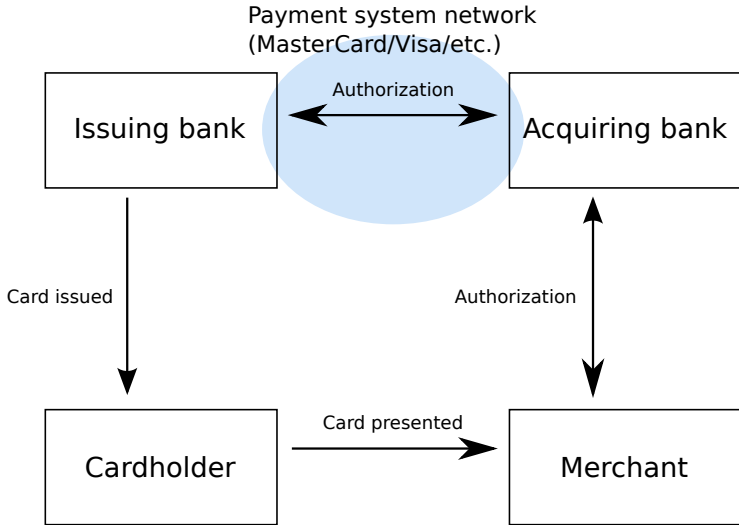 Payment system network
(MasterCard/Visa/etc.)
Authorization
Issuing bank
Acquiring bank
Card issued
Authorization
Card presented
Cardholder
Merchant